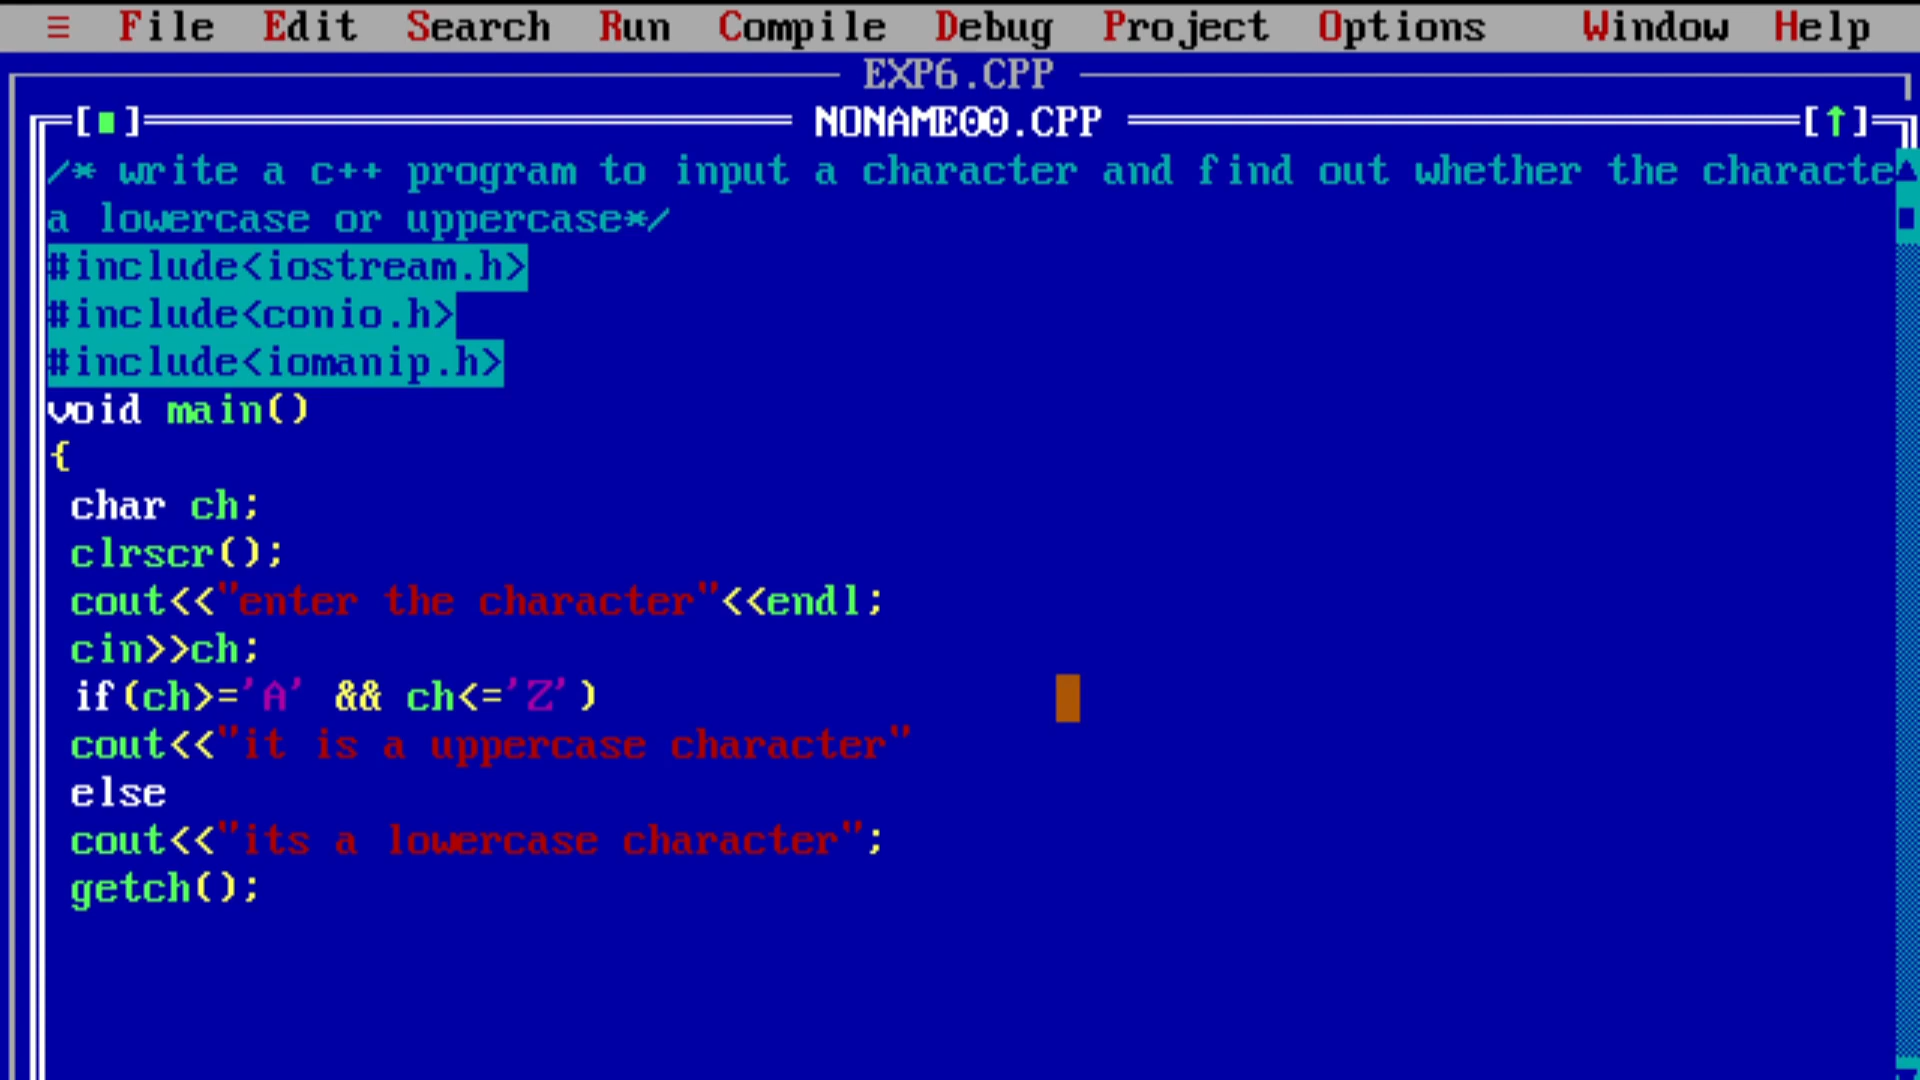 ≡ File Edit Search Run Compile Debug Project Options Window Help
EXP6.CPP
[■] NONAME00.CPP [↑]
/* write a c++ program to input a character and find out whether the characte
a lowercase or uppercase*/
#include<iostream.h>
#include<conio.h>
#include<iomanip.h>
void main()
{
char ch;
clrscr();
cout<<"enter the character"<<endl;
cin>>ch;
if(ch>='A' && ch<='Z')
cout<<"it is a uppercase character"
else
cout<<"its a lowercase character";
getch();